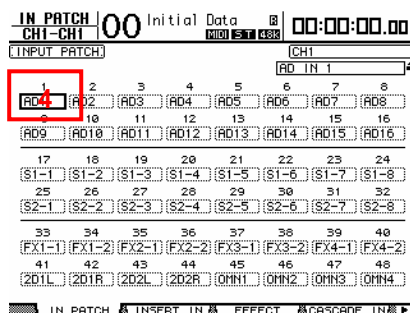 IN PATCH
CH1-CH1
00 Initial Data
MIDI S T 48K
00:00:00.00
INPUT PATCH
CH1
AD IN 1
1 2 3 4 5 6 7 8
AD 4 AD2 AD3 AD4 AD5 AD6 AD7 AD8
9 10 11 12 13 14 15 16
AD9 AD10 AD11 AD12 AD13 AD14 AD15 AD16
17 18 19 20 21 22 23 24
S1-1 S1-2 S1-3 S1-4 S1-5 S1-6 S1-7 S1-8
25 26 27 28 29 30 31 32
S2-1 S2-2 S2-3 S2-4 S2-5 S2-6 S2-7 S2-8
33 34 35 36 37 38 39 40
FX1-1 FX1-2 FX2-1 FX2-2 FX3-1 FX3-2 FX4-1 FX4-2
41 42 43 44 45 46 47 48
2D1L 2D1R 2D2L 2D2R OMN1 OMN2 OMN3 OMN4
IN PATCH INSERT IN EFFECT CASCADE IN